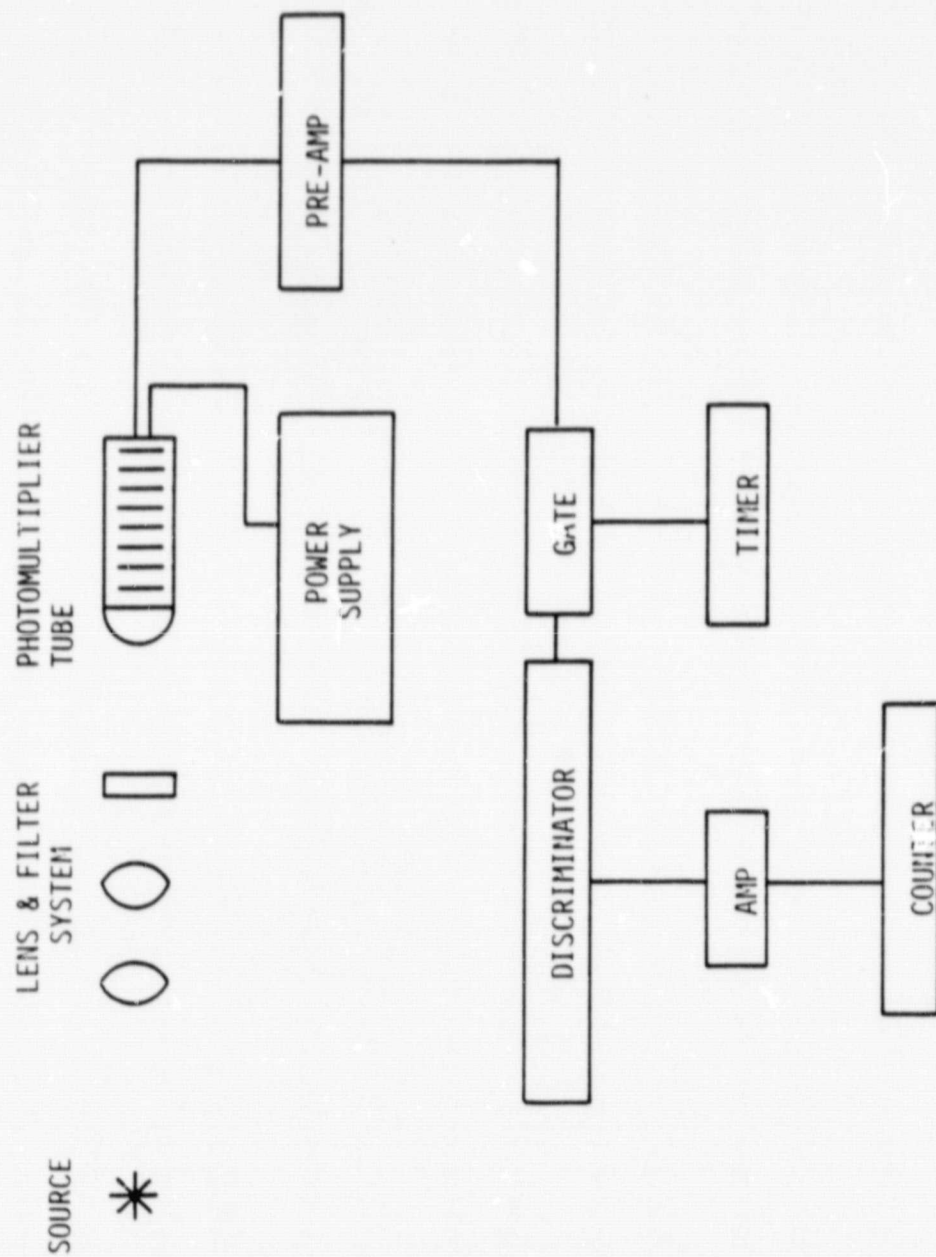 SOURCE
LENS & FILTER
SYSTEM
PHOTOMULTIPLIER
TUBE
POWER
SUPPLY
PRE-AMP
DISCRIMINATOR
GATE
AMP
TIMER
COUNTER